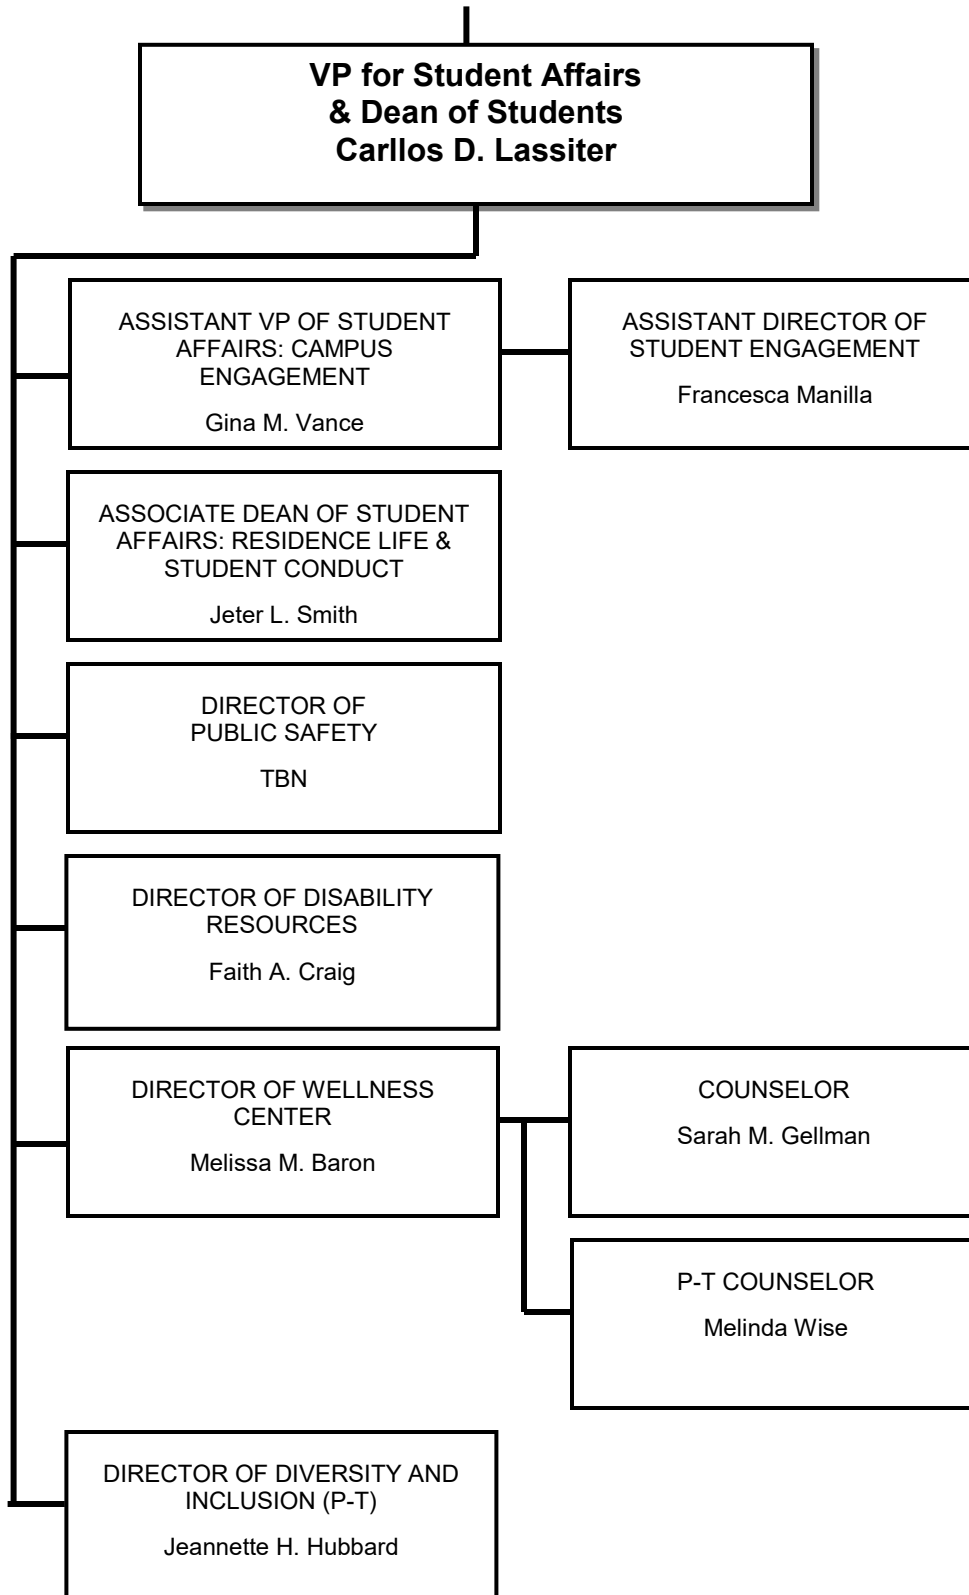 VP for Student Affairs
& Dean of Students
Carllos D. Lassiter
ASSISTANT VP OF STUDENT
AFFAIRS: CAMPUS
ENGAGEMENT
Gina M. Vance
ASSISTANT DIRECTOR OF
STUDENT ENGAGEMENT
Francesca Manilla
ASSOCIATE DEAN OF STUDENT
AFFAIRS: RESIDENCE LIFE &
STUDENT CONDUCT
Jeter L. Smith
DIRECTOR OF
PUBLIC SAFETY
TBN
DIRECTOR OF DISABILITY
RESOURCES
Faith A. Craig
DIRECTOR OF WELLNESS
CENTER
Melissa M. Baron
COUNSELOR
Sarah M. Gellman
P-T COUNSELOR
Melinda Wise
DIRECTOR OF DIVERSITY AND
INCLUSION (P-T)
Jeannette H. Hubbard